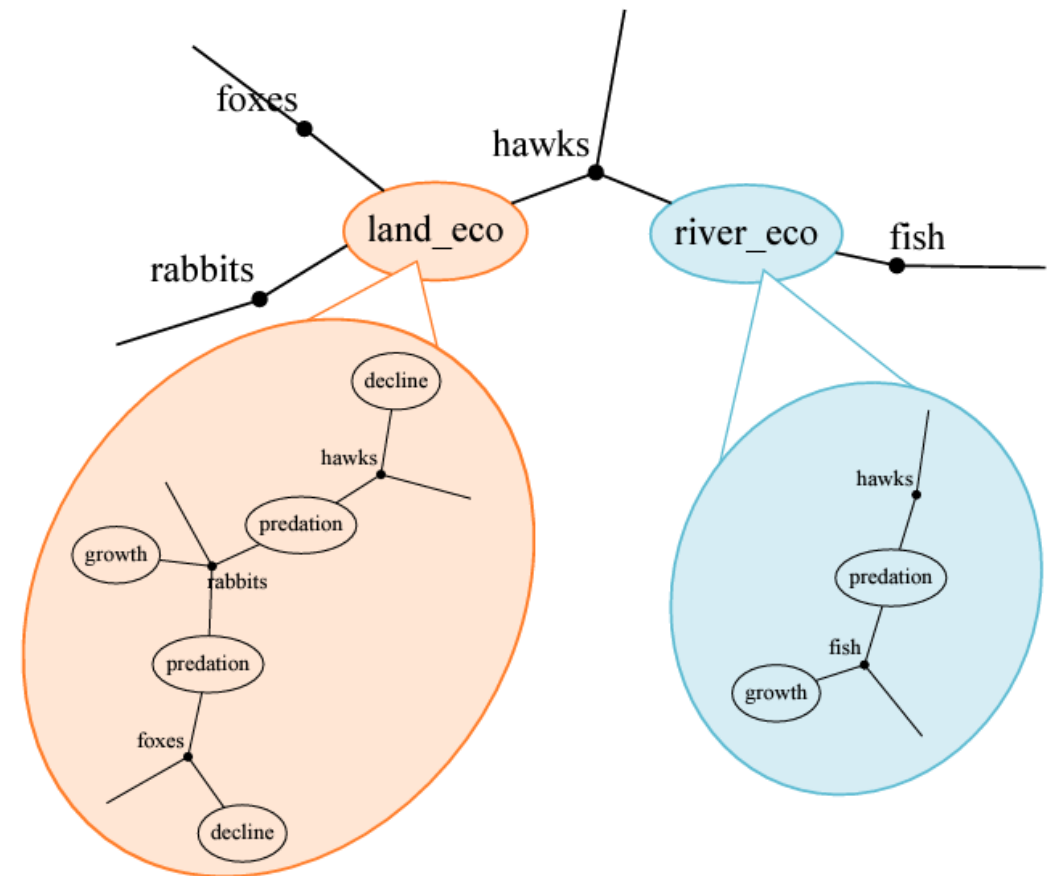 foxes
hawks
land_eco
river_eco
fish
rabbits
decline
hawks
predation
growth
rabbits
predation
foxes
decline
hawks
predation
fish
growth